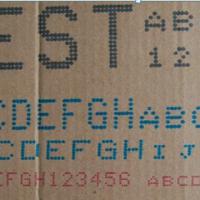 EST AB
12
CDEFGHABC
CDEFGHIJ
FGH123456 ABCD